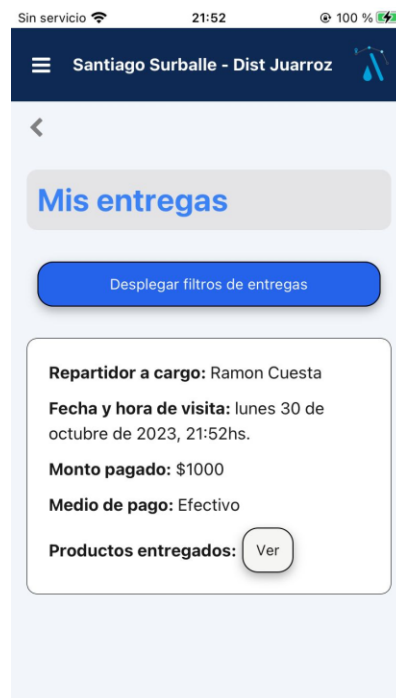 Sin servicio 21:52 100 %
Santiago Surballe - Dist Juarroz
Mis entregas
Desplegar filtros de entregas
Repartidor a cargo: Ramon Cuesta
Fecha y hora de visita: lunes 30 de
octubre de 2023, 21:52hs.
Monto pagado: $1000
Medio de pago: Efectivo
Productos entregados: Ver